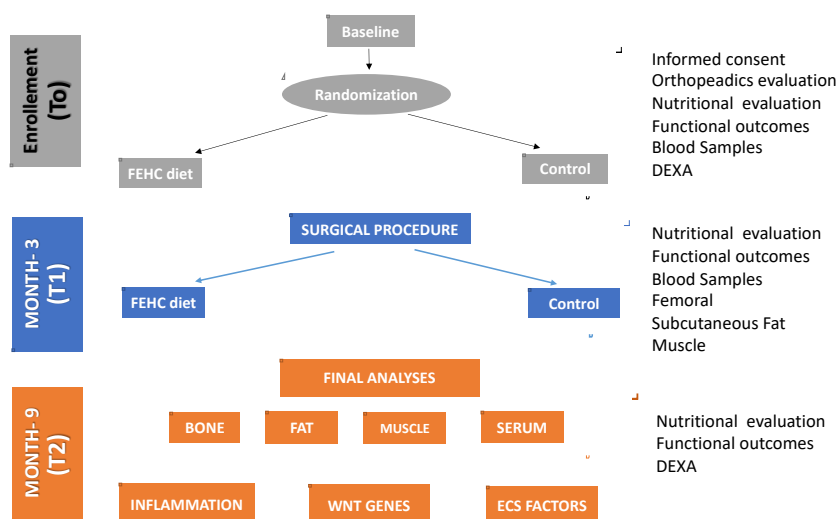 Enrollement
(To)
Baseline
Randomization
FEHC diet
Control
Informed consent
Orthopeadics evaluation
Nutritional evaluation
Functional outcomes
Blood Samples
DEXA
MONTH- 3
(T1)
SURGICAL PROCEDURE
FEHC diet
Control
Nutritional evaluation
Functional outcomes
Blood Samples
Femoral
Subcutaneous Fat
Muscle
MONTH- 9
(T2)
FINAL ANALYSES
BONE
FAT
MUSCLE
SERUM
INFLAMMATION
WNT GENES
ECS FACTORS
Nutritional evaluation
Functional outcomes
DEXA